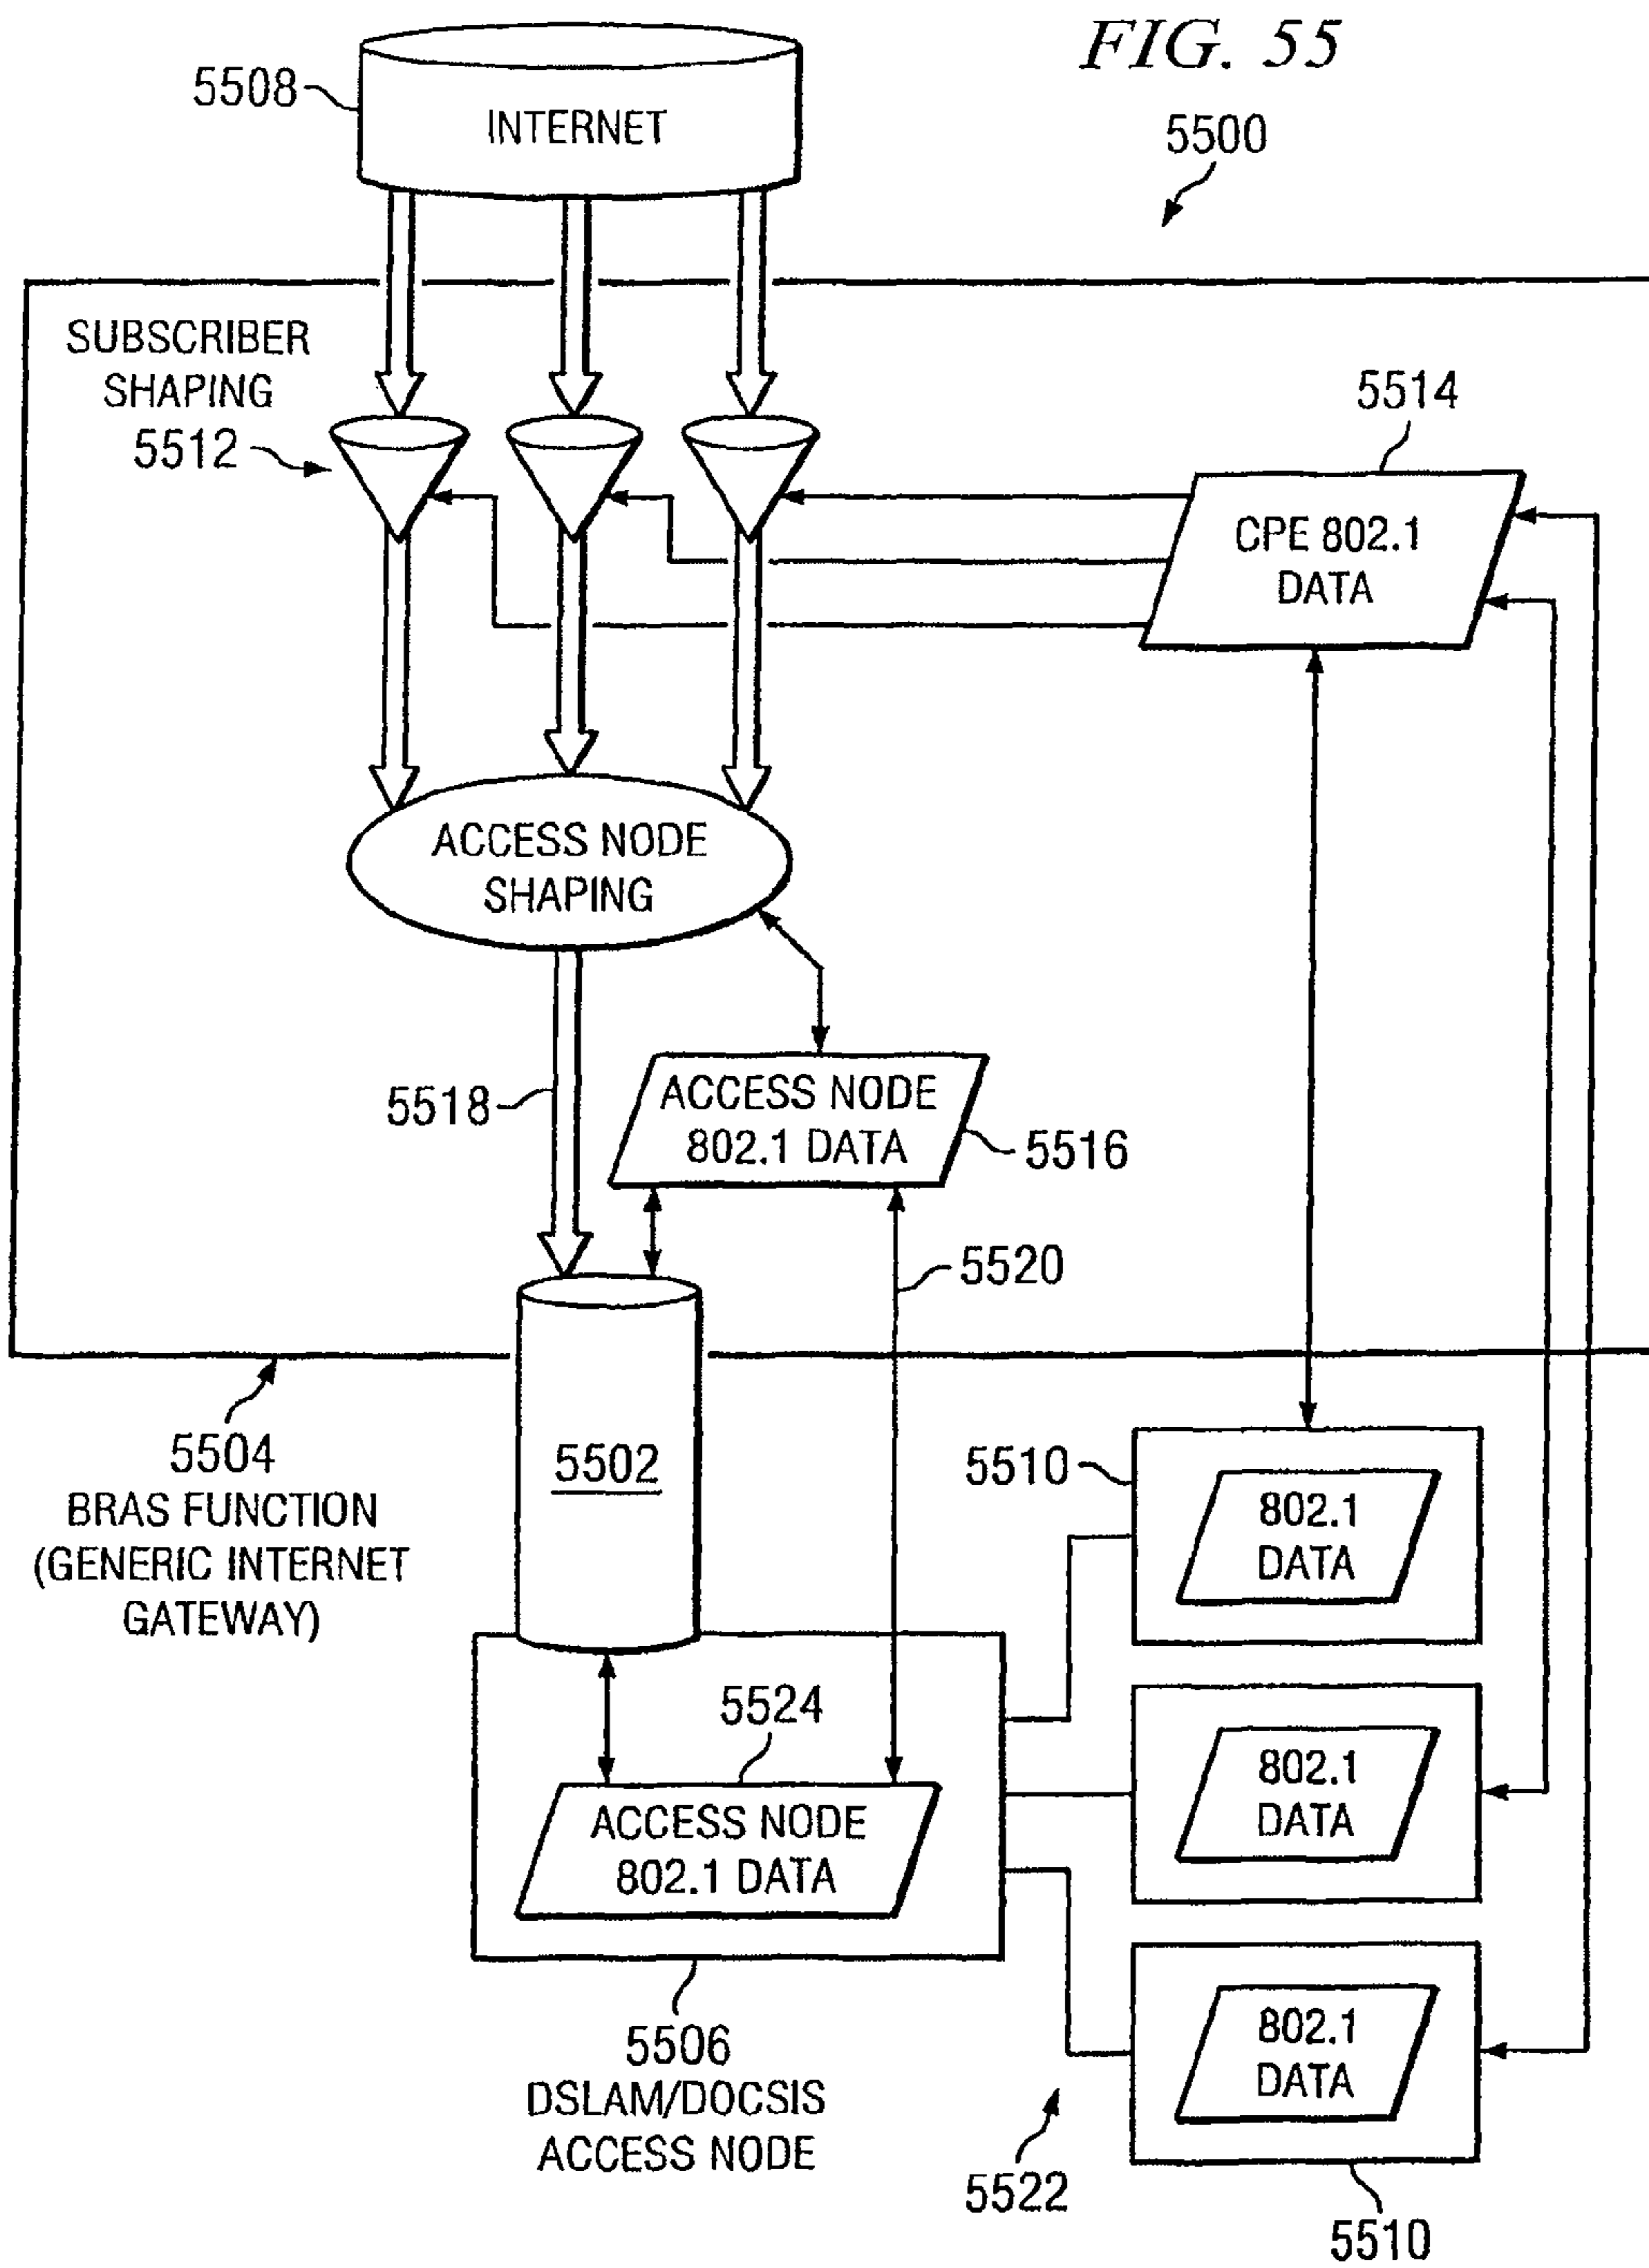 FIG. 55
5500
5508
INTERNET
SUBSCRIBER
SHAPING
5512
5514
CPE 802.1
DATA
ACCESS NODE
SHAPING
5518
ACCESS NODE
802.1 DATA
5516
5520
5504
BRAS FUNCTION
(GENERIC INTERNET
GATEWAY)
5502
5510
802.1
DATA
5524
ACCESS NODE
802.1 DATA
802.1
DATA
5506
DSLAM/DOCSIS
ACCESS NODE
802.1
DATA
5522
5510